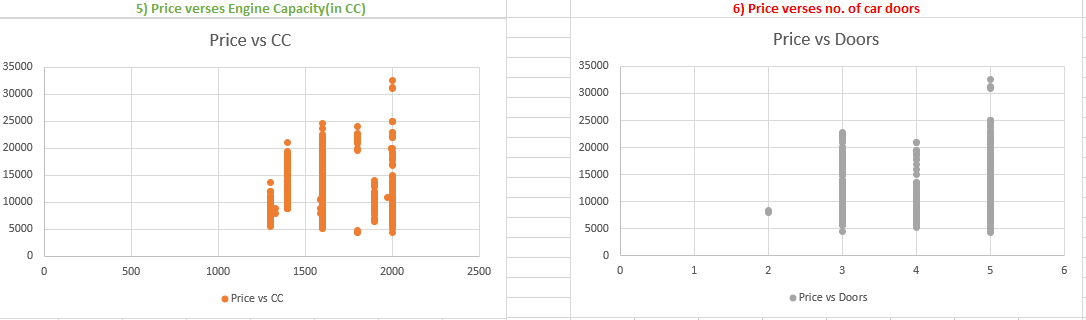 5) Price verses Engine Capacity(in CC)
Price vs CC
35000
30000
25000
20000
15000
10000
5000
0
0 500 1000 1500 2000 2500
Price vs CC
6) Price verses no. of car doors
Price vs Doors
35000
30000
25000
20000
15000
10000
5000
0
0 1 2 3 4 5 6
Price vs Doors